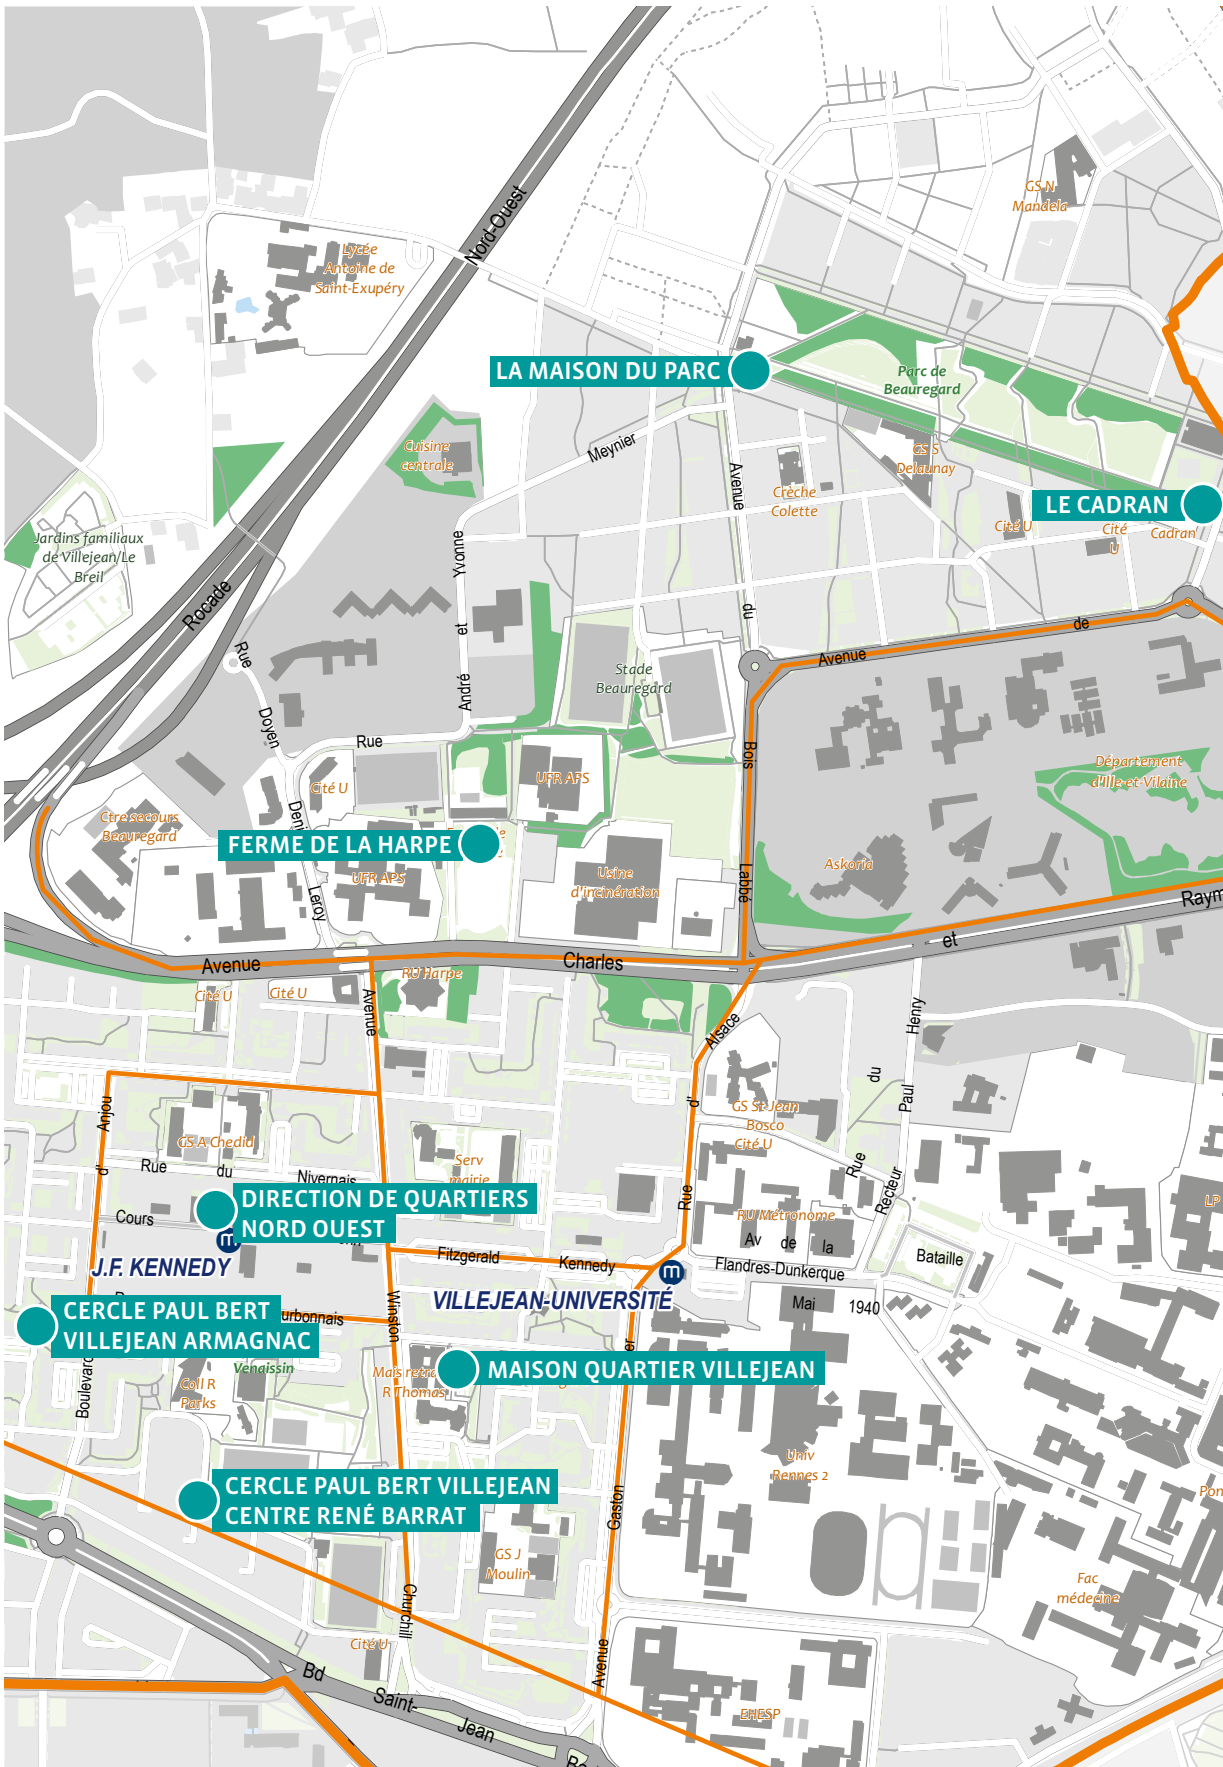 Nord-Ouest
GS N
Mandela
Lycée
Antoine de
Saint-Exupéry
LA MAISON DU PARC
Parc de
Beauregard
Cuisine
centrale
Meynier
Avenue
GS S
Delaunay
Crèche
Colette
LE CADRAN
Cité U
Cité
U
Cadran
Jardins familiaux
de Villejean/Le
Breil
Yvonne
Rocade
et
du
de
Rue
Avenue
Stade
Beauregard
André
Doyen
Rue
Bois
UFR APS
Cité U
Département
d'Ille-et-Vilaine
Ctre secours
Beauregard
FERME DE LA HARPE
UFR APS
Usine
d'incinération
Askoria
Labbé
Leroy
Raym
et
Avenue
Charles
RU Harpe
Cité U
Cité U
Avenue
Alsace
Henry
du
Paul
Anjou
d'
GS St-Jean
Bosco
Cité U
GS A Chedid
d'
Rue
du
Nivernais
Serv
mairie
Rue
Recteur
Rue
LP
DIRECTION DE QUARTIERS
NORD OUEST
Cours
RU Métronome
Av de la
Bataille
Fitzgerald
Kennedy
Flandres-Dunkerque
J.F. KENNEDY
VILLEJEAN-UNIVERSITÉ
Mai 1940
CERCLE PAUL BERT
VILLEJEAN ARMAGNAC
urbonnais
Winston
er
Venaissin
Boulevard
Coll R
Parks
R Thomas
MAISON QUARTIER VILLEJEAN
Univ
Rennes 2
CERCLE PAUL BERT VILLEJEAN
CENTRE RENÉ BARRAT
Gaston
Pon
GS J
Moulin
Fac
médecine
Churchill
Cité U
Avenue
Bd
Saint-
Jean
EHESP